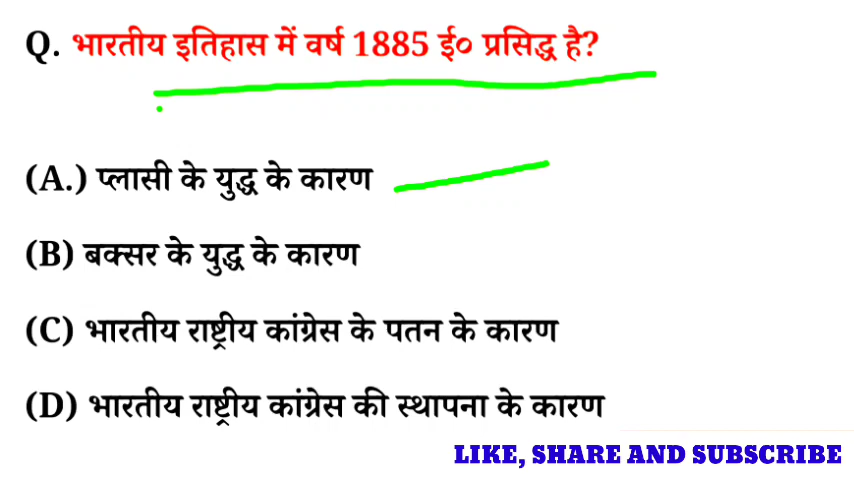 Q. भारतीय इतिहास में वर्ष 1885 ई० प्रसिद्ध है?
(A.) प्लासी के युद्ध के कारण
(B) बक्सर के युद्ध के कारण
(C) भारतीय राष्ट्रीय कांग्रेस के पतन के कारण
(D) भारतीय राष्ट्रीय कांग्रेस की स्थापना के कारण
LIKE, SHARE AND SUBSCRIBE